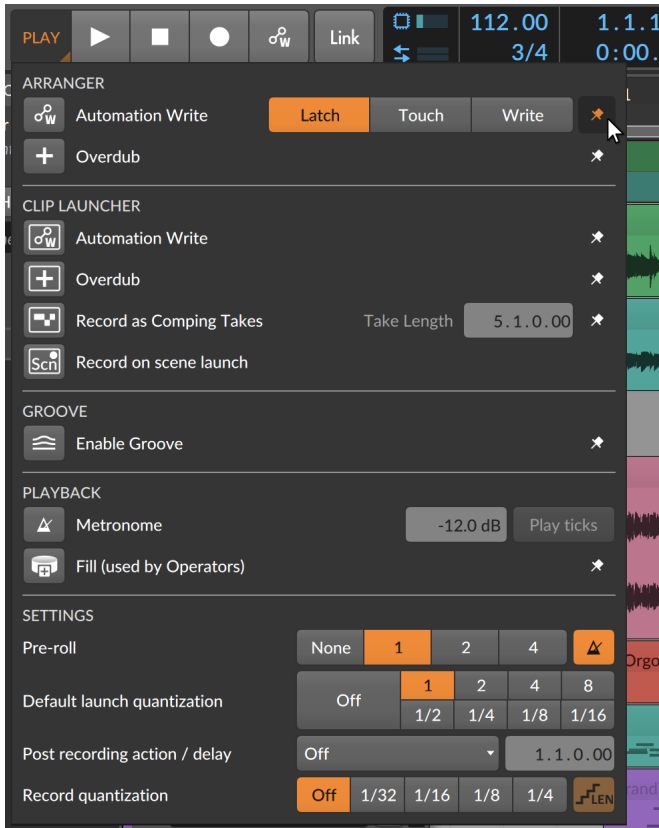 PLAY
Link
112.00
3/4
1.1.1
0:00.
ARRANGER
W Automation Write Latch Touch Write
Overdub
CLIP LAUNCHER
W Automation Write
Overdub
Record as Comping Takes Take Length 5.1.0.00
Scn Record on scene launch
GROOVE
Enable Groove
PLAYBACK
Metronome -12.0 dB Play ticks
Fill (used by Operators)
SETTINGS
Pre-roll None 1 2 4
Default launch quantization Off 1 2 4 8
1/2 1/4 1/8 1/16
Post recording action / delay Off 1.1.0.00
Record quantization Off 1/32 1/16 1/8 1/4 LEN